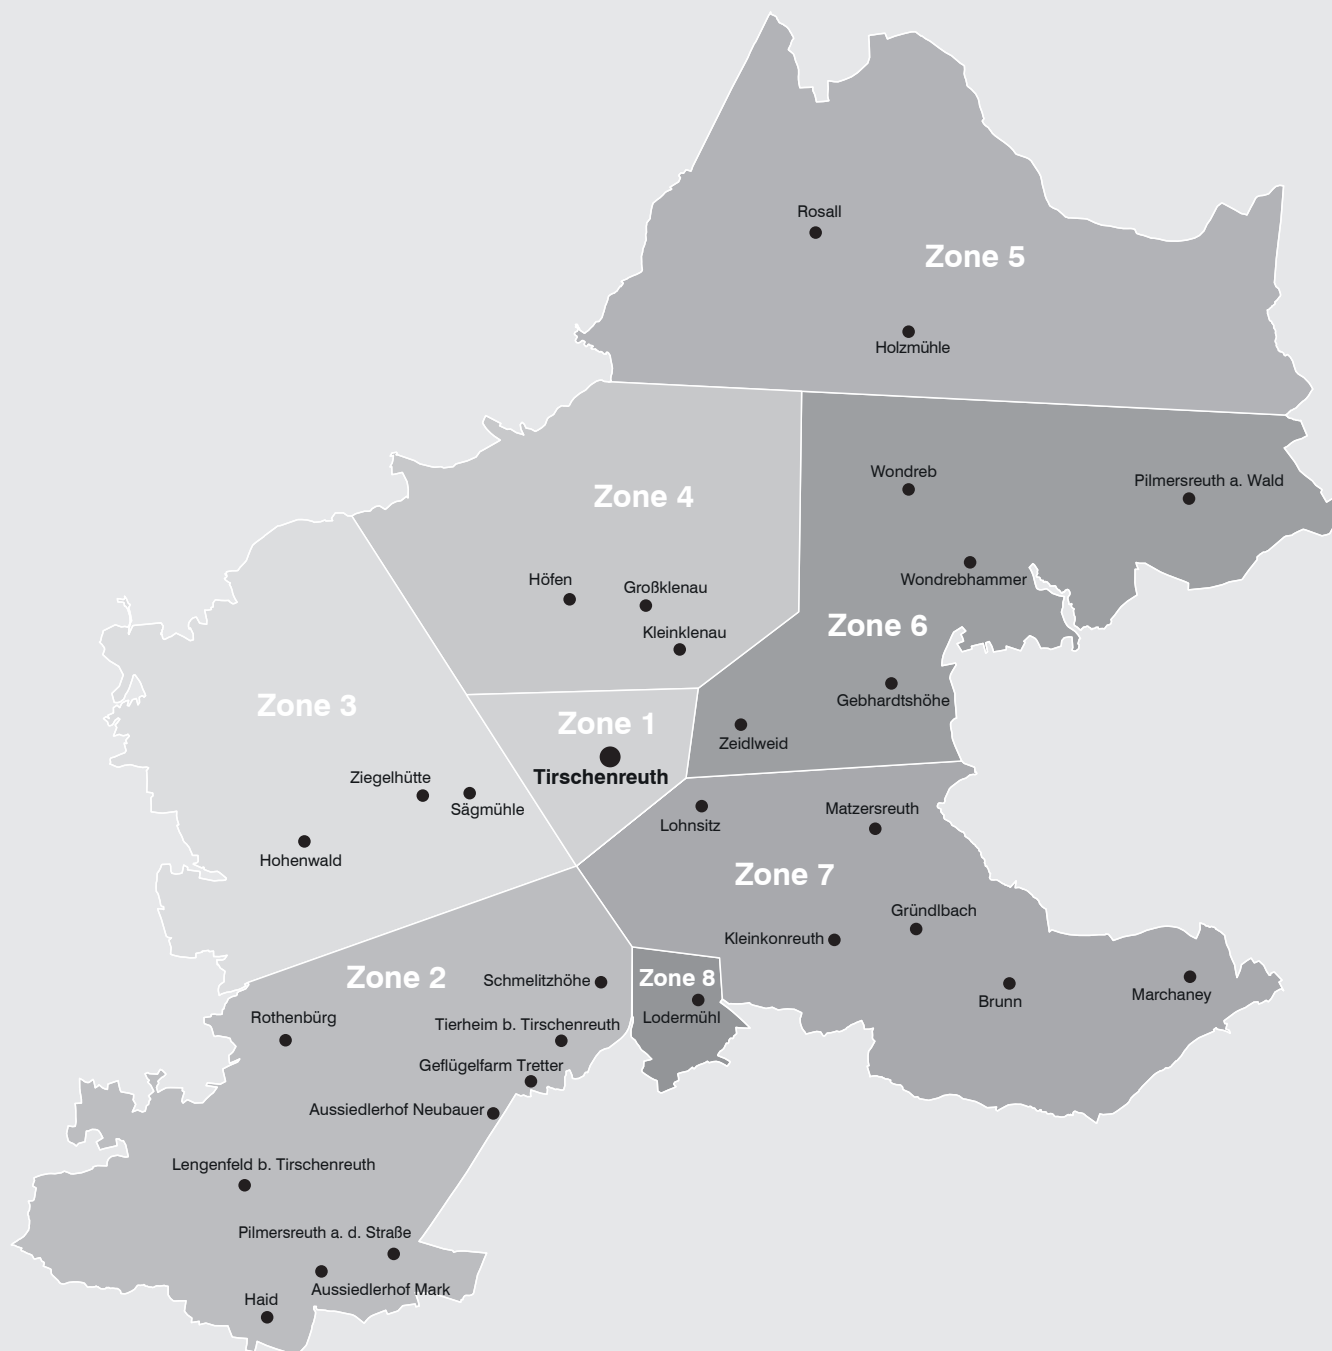 Rosall
Zone 5
Holzmühle
Wondreb
Pilmersreuth a. Wald
Zone 4
Höfen
Großklenau
Wondrebhammer
Kleinklenau
Zone 6
Gebhardtshöhe
Zone 3
Zone 1
Zeidlweid
Tirschenreuth
Ziegelhütte
Sägmühle
Hohenwald
Lohnsitz
Matzersreuth
Zone 7
Gründlbach
Kleinkonreuth
Zone 2
Schmelitzhöhe
Zone 8
Brunn
Marchaney
Rothenbürg
Lodermühl
Tierheim b. Tirschenreuth
Geflügelfarm Tretter
Aussiedlerhof Neubauer
Lengenfeld b. Tirschenreuth
Pilmersreuth a. d. Straße
Aussiedlerhof Mark
Haid